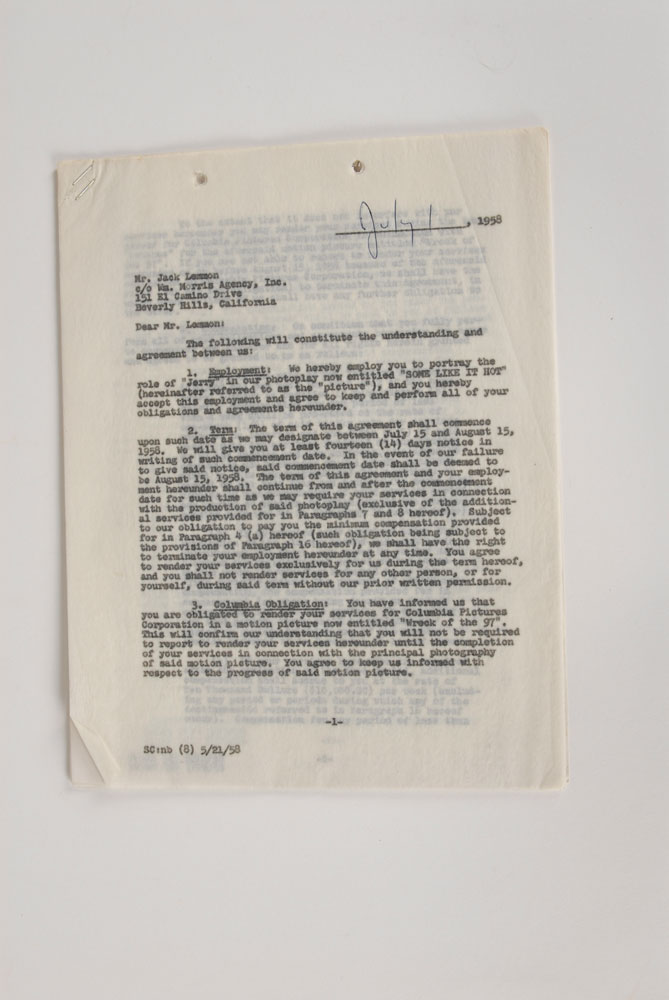 July 1, 1958
Mr. Jack Lemmon
c/o Wm. Morris Agency, Inc.
151 El Camino Drive
Beverly Hills, California
Dear Mr. Lemmon:
The following will constitute the understanding and
agreement between us:
1. Employment: We hereby employ you to portray the
role of "Jerry" in our photoplay now entitled "SOME LIKE IT HOT"
(hereinafter referred to as the "picture"), and you hereby
accept this employment and agree to keep and perform all of your
obligations and agreements hereunder.
2. Term: The term of this agreement shall commence
upon such date as we may designate between July 15 and August 15,
1958. We will give you at least fourteen (14) days notice in
writing of such commencement date. In the event of our failure
to give said notice, said commencement date shall be deemed to
be August 15, 1958. The term of this agreement and your employ-
ment hereunder shall continue from and after the commencement
date for such time as we may require your services in connection
with the production of said photoplay (exclusive of the addition-
al services provided for in Paragraphs 7 and 8 hereof). Subject
to our obligation to pay you the minimum compensation provided
for in Paragraph 4 (a) hereof (such obligation being subject to
the provisions of Paragraph 16 hereof), we shall have the right
to terminate your employment hereunder at any time. You agree
to render your services exclusively for us during the term hereof,
and you shall not render services for any other person, or for
yourself, during said term without our prior written permission.
3. Columbia Obligation: You have informed us that
you are obligated to render your services for Columbia Pictures
Corporation in a motion picture now entitled "Wreck of the 97".
This will confirm our understanding that you will not be required
to report to render your services hereunder until the completion
of your services in connection with the principal photography
of said motion picture. You agree to keep us informed with
respect to the progress of said motion picture.
-1-
SC:nb (8) 5/21/58